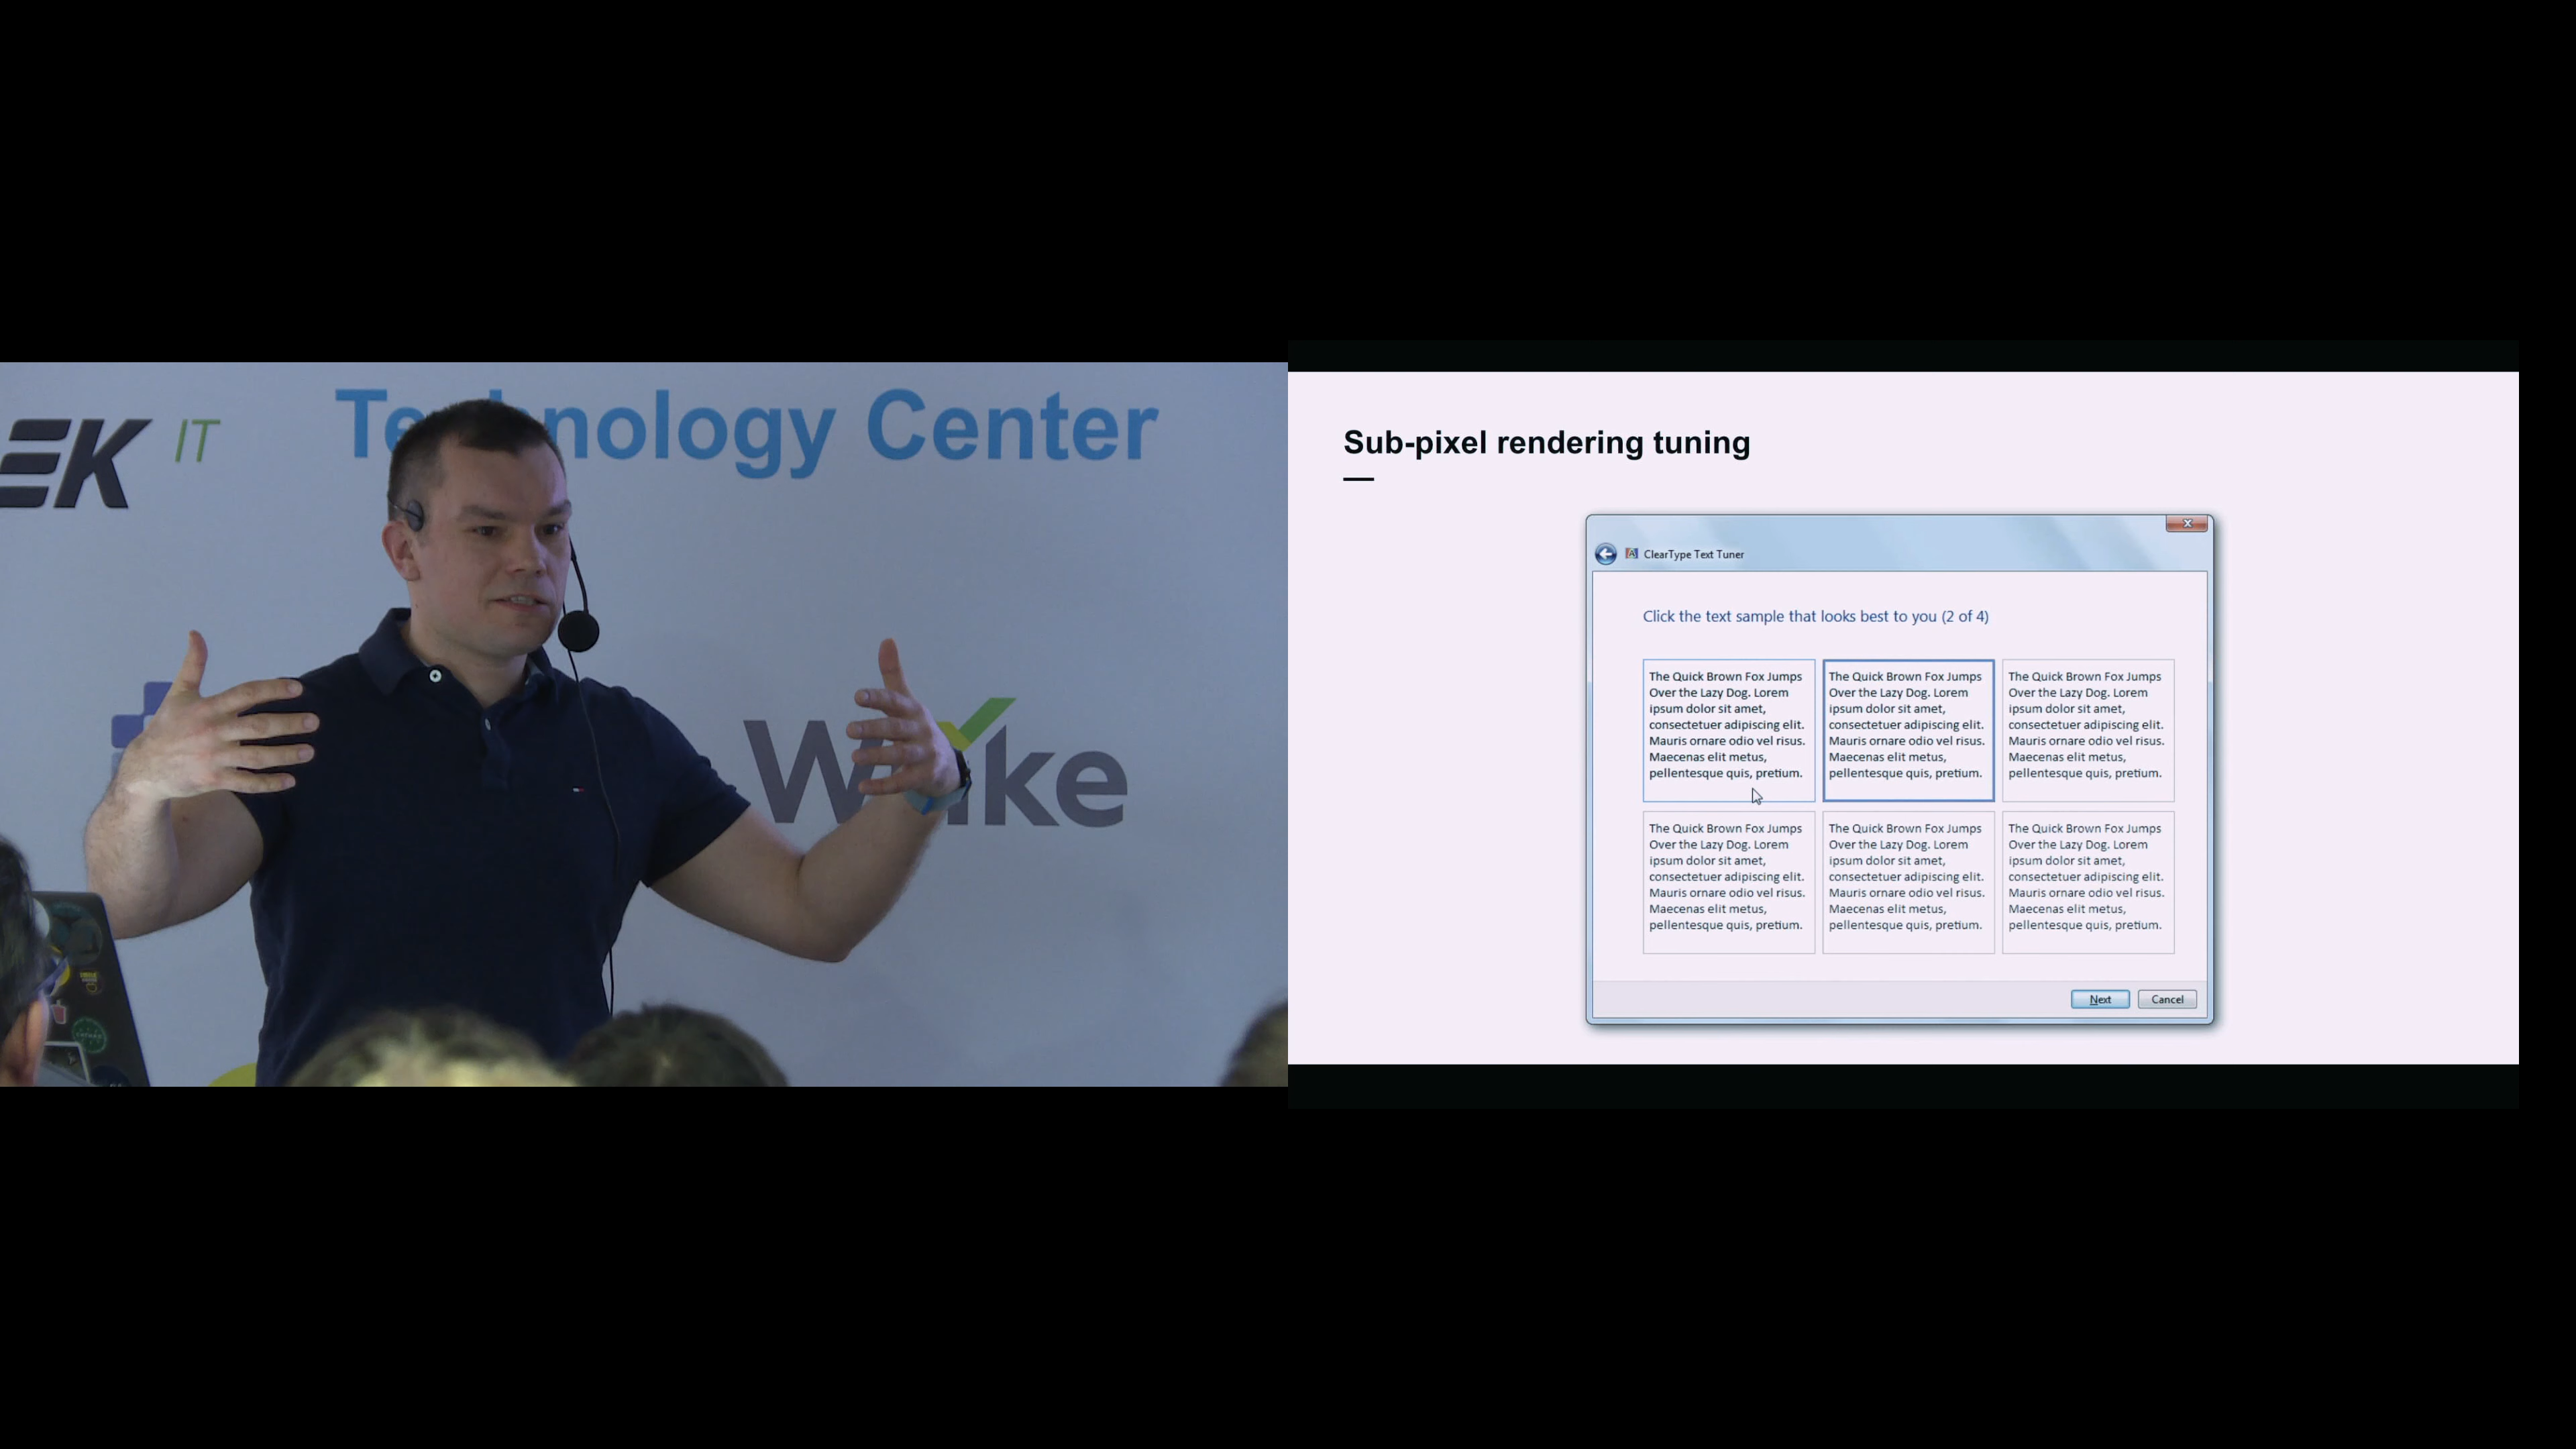 EK IT
Technology Center
Wrike
Sub-pixel rendering tuning
ClearType Text Tuner
Click the text sample that looks best to you (2 of 4)
The Quick Brown Fox Jumps
Over the Lazy Dog. Lorem
ipsum dolor sit amet,
consectetuer adipiscing elit.
Mauris ornare odio vel risus.
Maecenas elit metus,
pellentesque quis, pretium.
The Quick Brown Fox Jumps
Over the Lazy Dog. Lorem
ipsum dolor sit amet,
consectetuer adipiscing elit.
Mauris ornare odio vel risus.
Maecenas elit metus,
pellentesque quis, pretium.
The Quick Brown Fox Jumps
Over the Lazy Dog. Lorem
ipsum dolor sit amet,
consectetuer adipiscing elit.
Mauris ornare odio vel risus.
Maecenas elit metus,
pellentesque quis, pretium.
The Quick Brown Fox Jumps
Over the Lazy Dog. Lorem
ipsum dolor sit amet,
consectetuer adipiscing elit.
Mauris ornare odio vel risus.
Maecenas elit metus,
pellentesque quis, pretium.
The Quick Brown Fox Jumps
Over the Lazy Dog. Lorem
ipsum dolor sit amet,
consectetuer adipiscing elit.
Mauris ornare odio vel risus.
Maecenas elit metus,
pellentesque quis, pretium.
The Quick Brown Fox Jumps
Over the Lazy Dog. Lorem
ipsum dolor sit amet,
consectetuer adipiscing elit.
Mauris ornare odio vel risus.
Maecenas elit metus,
pellentesque quis, pretium.
Next Cancel